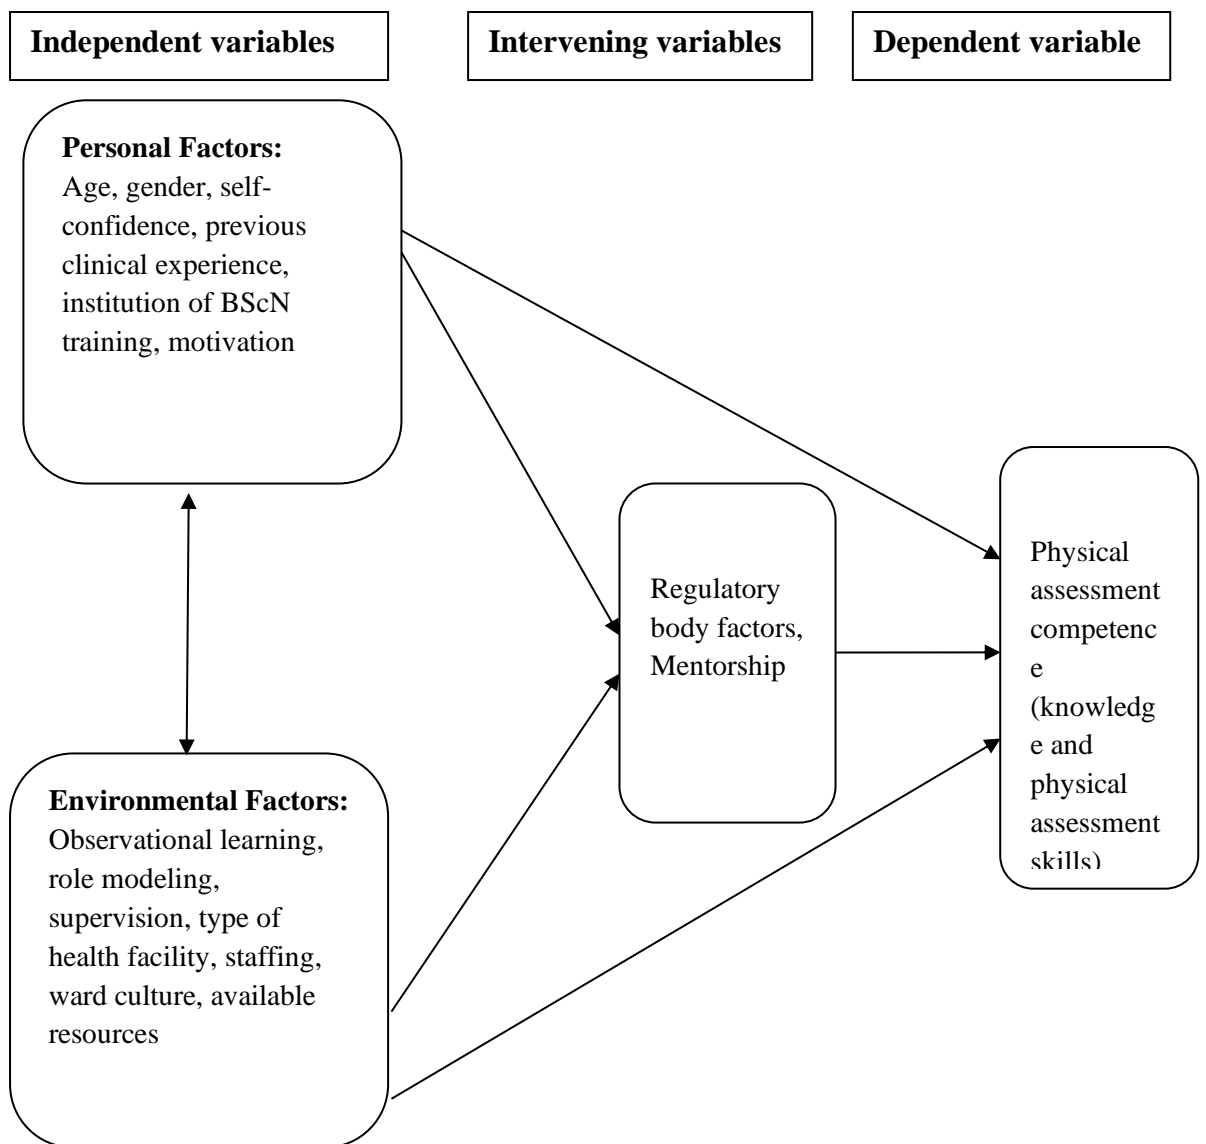 Independent variables
Intervening variables
Dependent variable
Personal Factors:
Age, gender, self-
confidence, previous
clinical experience,
institution of BScN
training, motivation
Regulatory
body factors,
Mentorship
Physical
assessment
competenc
e
(knowledg
e and
physical
assessment
skills)
Environmental Factors:
Observational learning,
role modeling,
supervision, type of
health facility, staffing,
ward culture, available
resources